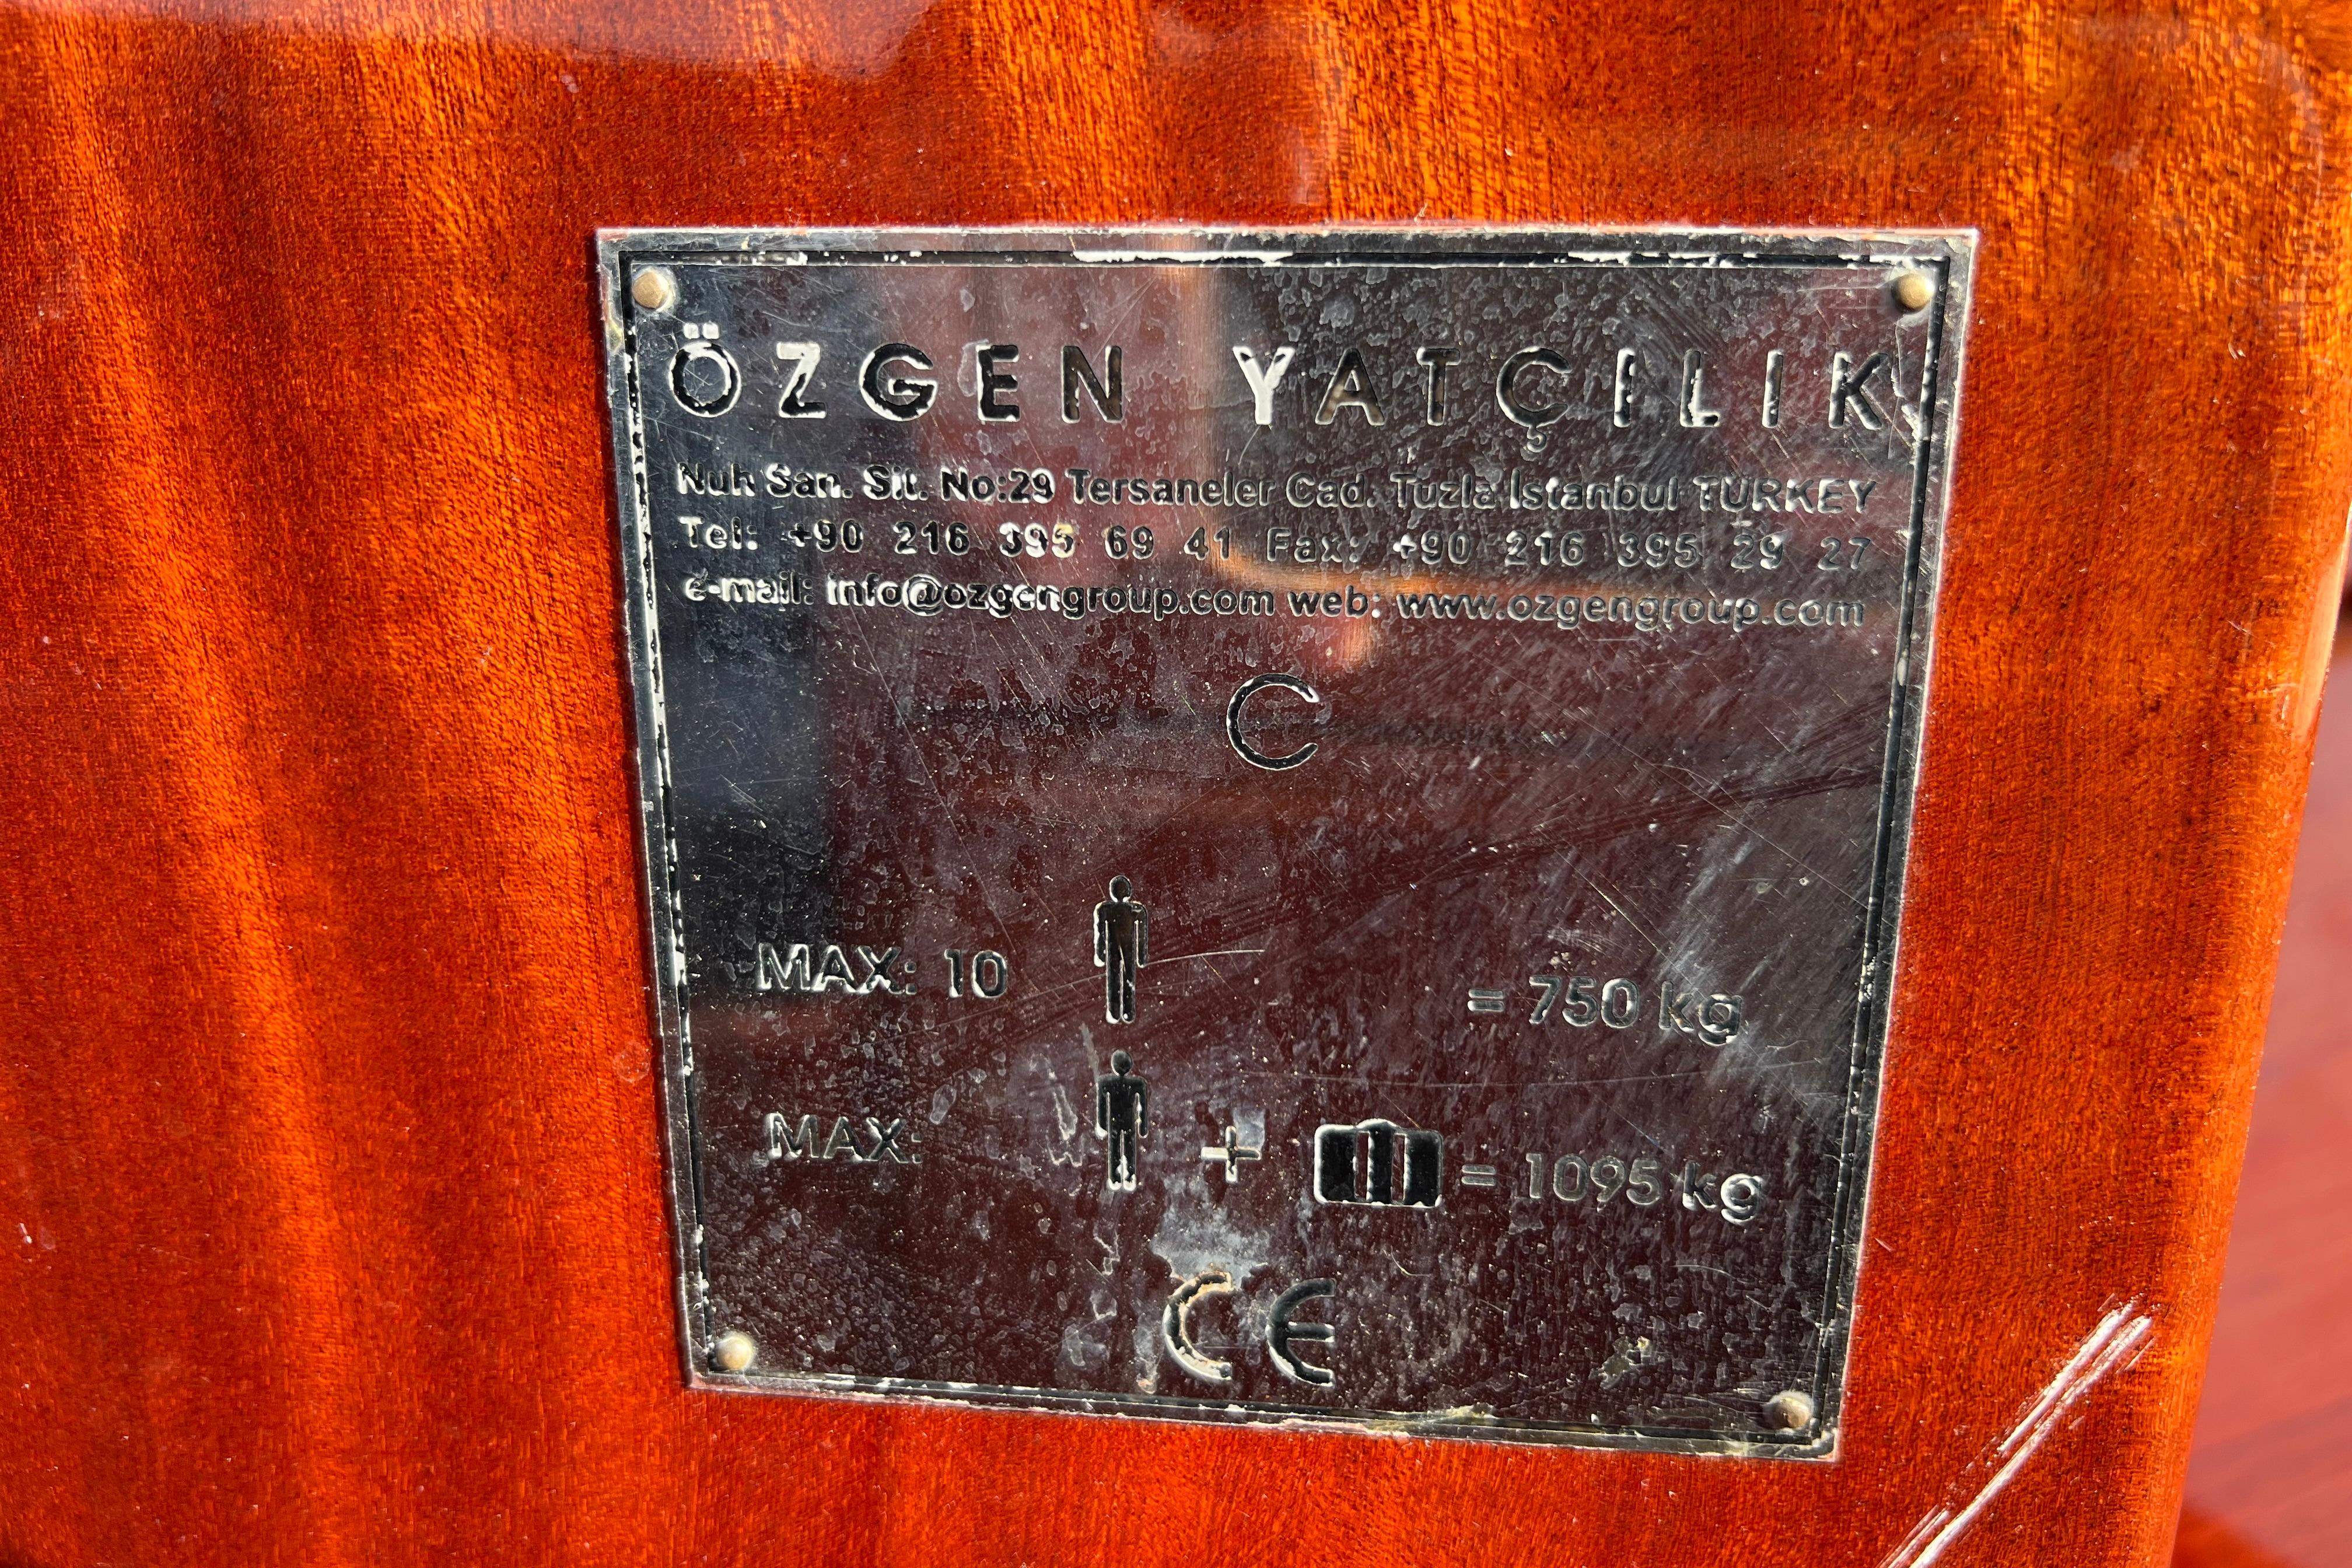 ÖZGEN YATÇILIK
Nuh San. Sit. No:29 Tersaneler Cad. Tuzla İstanbul TURKEY
Tel: +90 216 395 69 41 Fax: +90 216 395 29 27
e-mail: info@ozgengroup.com web: www.ozgengroup.com
C
MAX: 10 = 750 kg
MAX: + = 1095 kg
CE